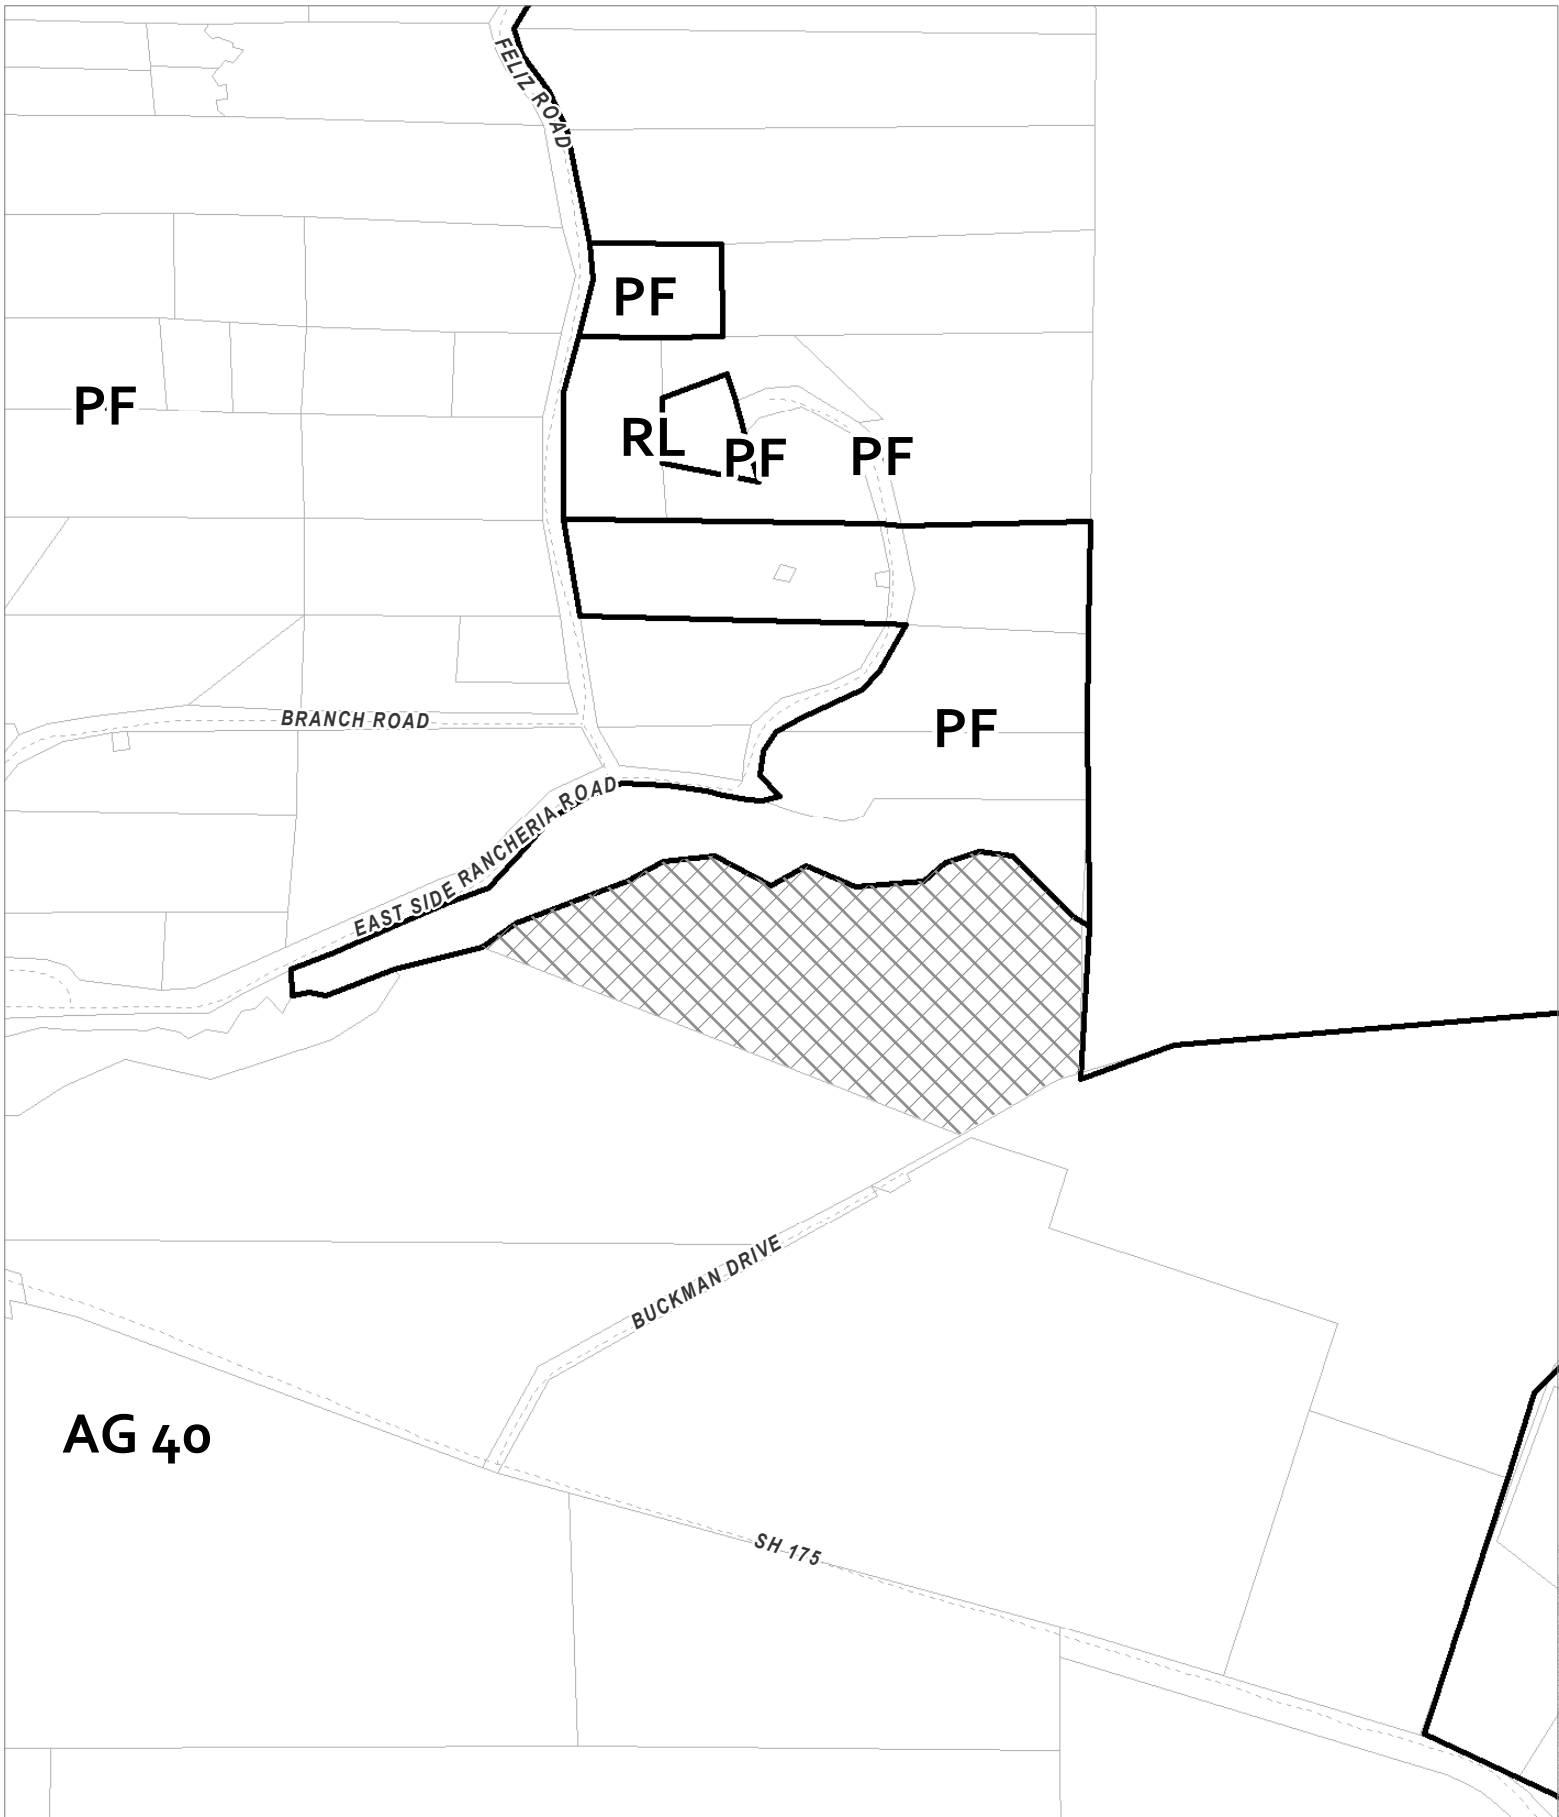 FELIZ ROAD
PF
PF
RL
PF
PF
BRANCH ROAD
PF
EAST SIDE RANCHERIA ROAD
BUCKMAN DRIVE
AG 40
SH 175